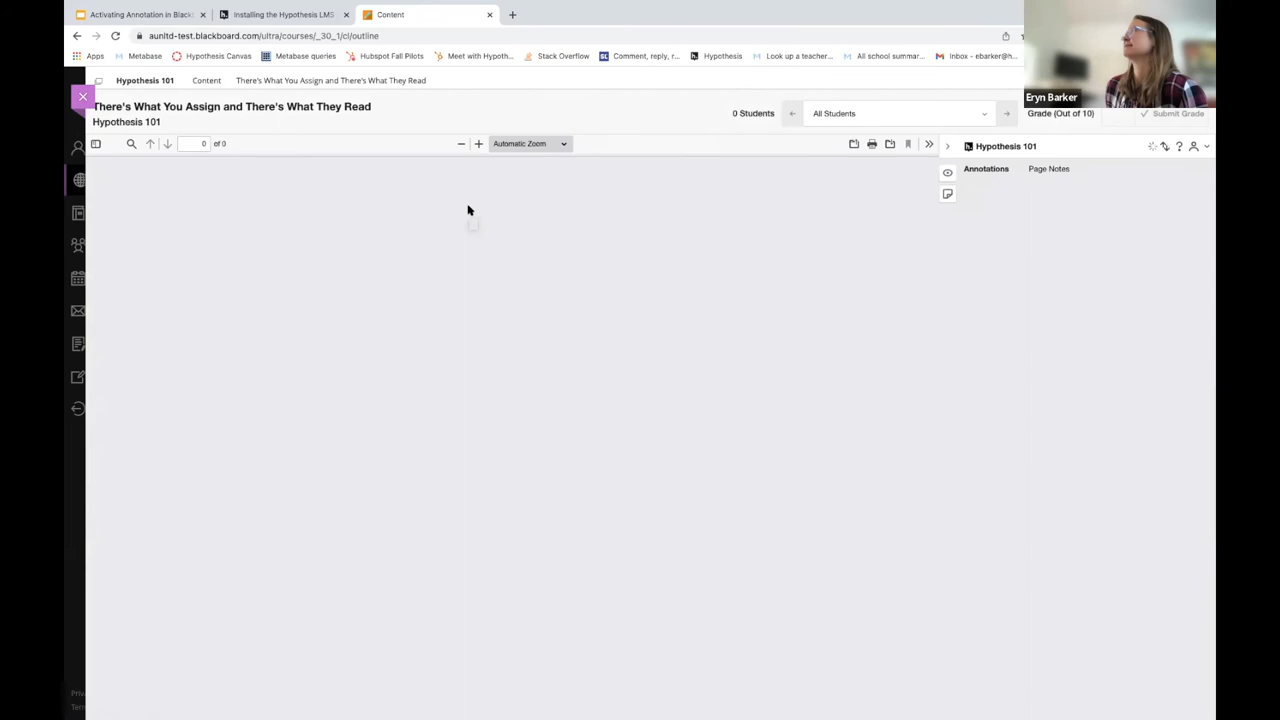 Activating Annotation in Blackb
Installing the Hypothesis LMS
Content
aunltd-test.blackboard.com/ultra/courses/_30_1/cl/outline
Apps
Metabase
Hypothesis Canvas
Metabase queries
Hubspot Fall Pilots
Meet with Hypoth...
Stack Overflow
Comment, reply, r...
Hypothesis
Look up a teacher...
All school summar...
Inbox - ebarker@h...
Eryn Barker
Hypothesis 101
Content
There's What You Assign and There's What They Read
There's What You Assign and There's What They Read
Hypothesis 101
0 Students
All Students
Grade (Out of 10)
Submit Grade
0 of 0
Automatic Zoom
Hypothesis 101
Annotations
Page Notes
Priv
Tern